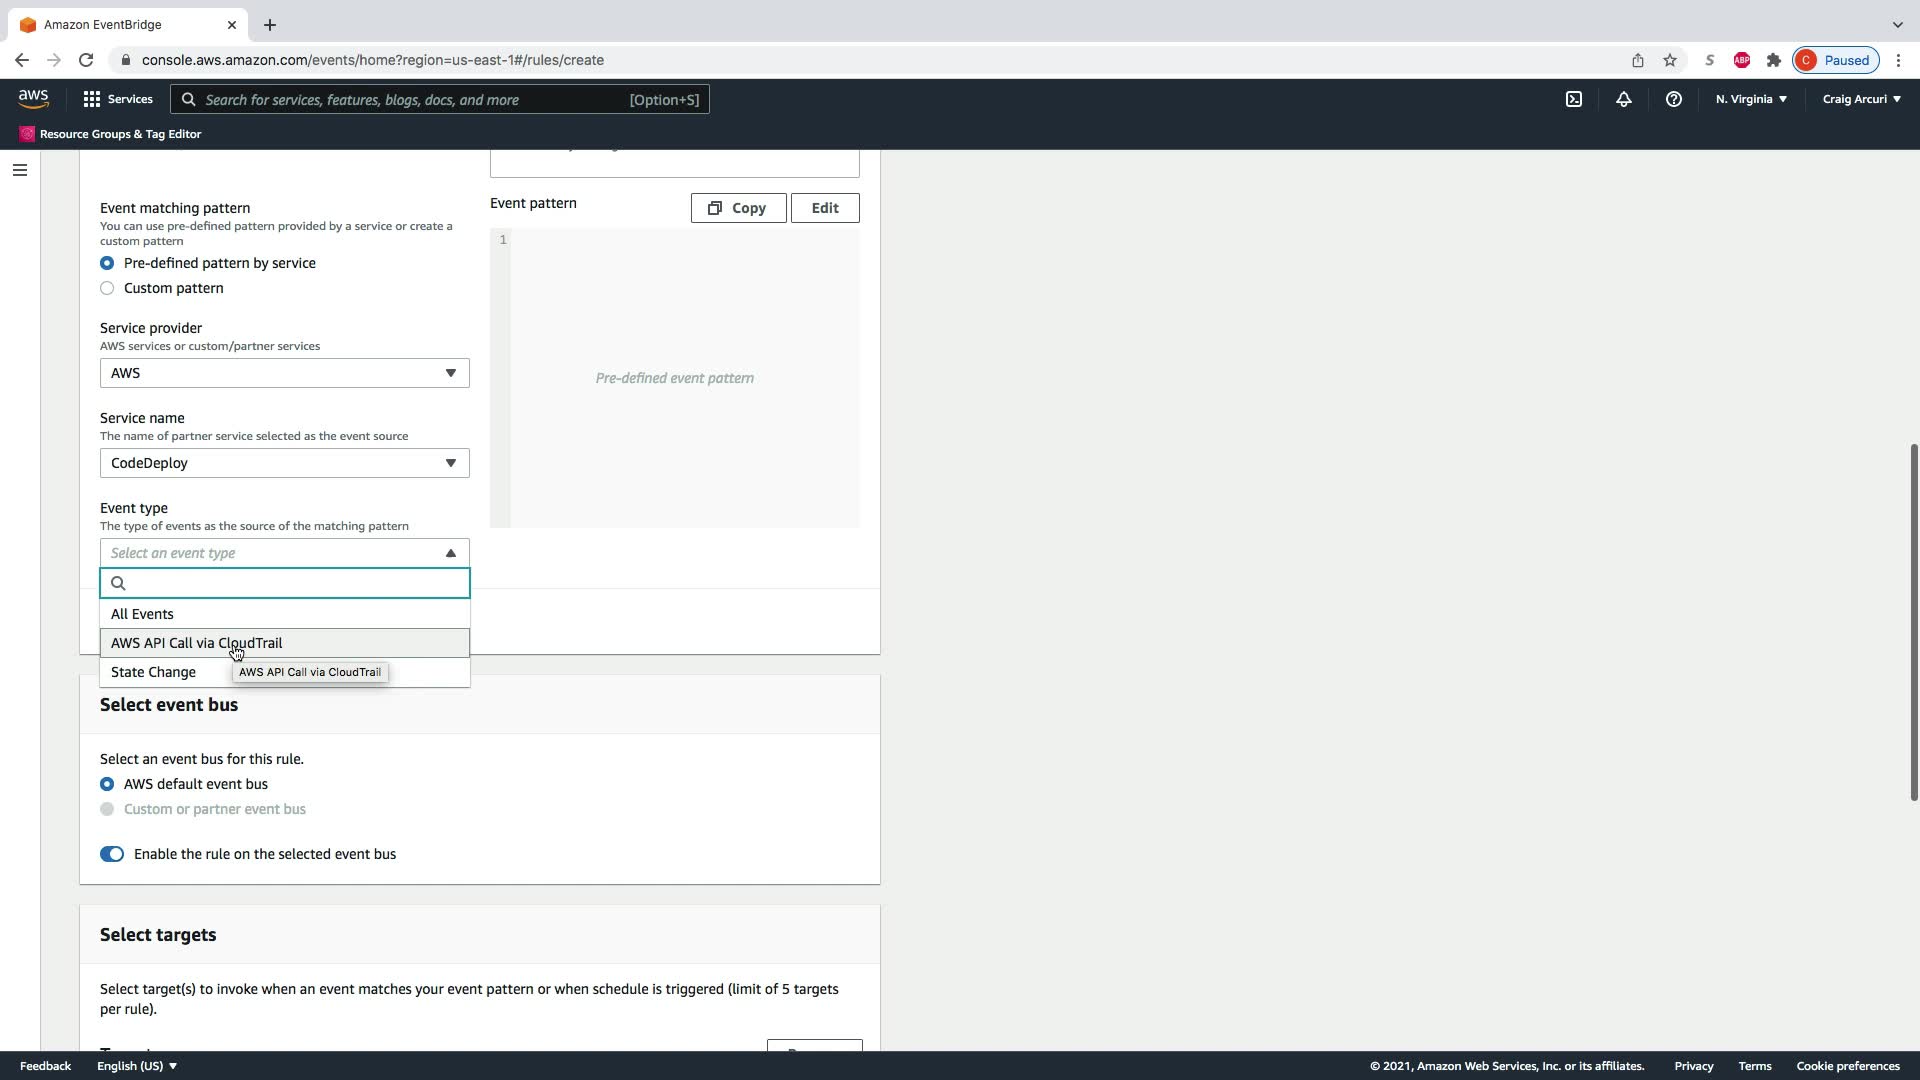 Amazon EventBridge
console.aws.amazon.com/events/home?region=us-east-1#/rules/create
S
ABP
C Paused
aws
Services
Search for services, features, blogs, docs, and more [Option+S]
N. Virginia
Craig Arcuri
Resource Groups & Tag Editor
Event matching pattern
You can use pre-defined pattern provided by a service or create a
custom pattern
Pre-defined pattern by service
Custom pattern
Service provider
AWS services or custom/partner services
AWS
Service name
The name of partner service selected as the event source
CodeDeploy
Event type
The type of events as the source of the matching pattern
Select an event type
All Events
AWS API Call via CloudTrail
State Change
AWS API Call via CloudTrail
Event pattern
Copy
Edit
1
Pre-defined event pattern
Select event bus
Select an event bus for this rule.
AWS default event bus
Custom or partner event bus
Enable the rule on the selected event bus
Select targets
Select target(s) to invoke when an event matches your event pattern or when schedule is triggered (limit of 5 targets
per rule).
Feedback
English (US)
© 2021, Amazon Web Services, Inc. or its affiliates.
Privacy
Terms
Cookie preferences